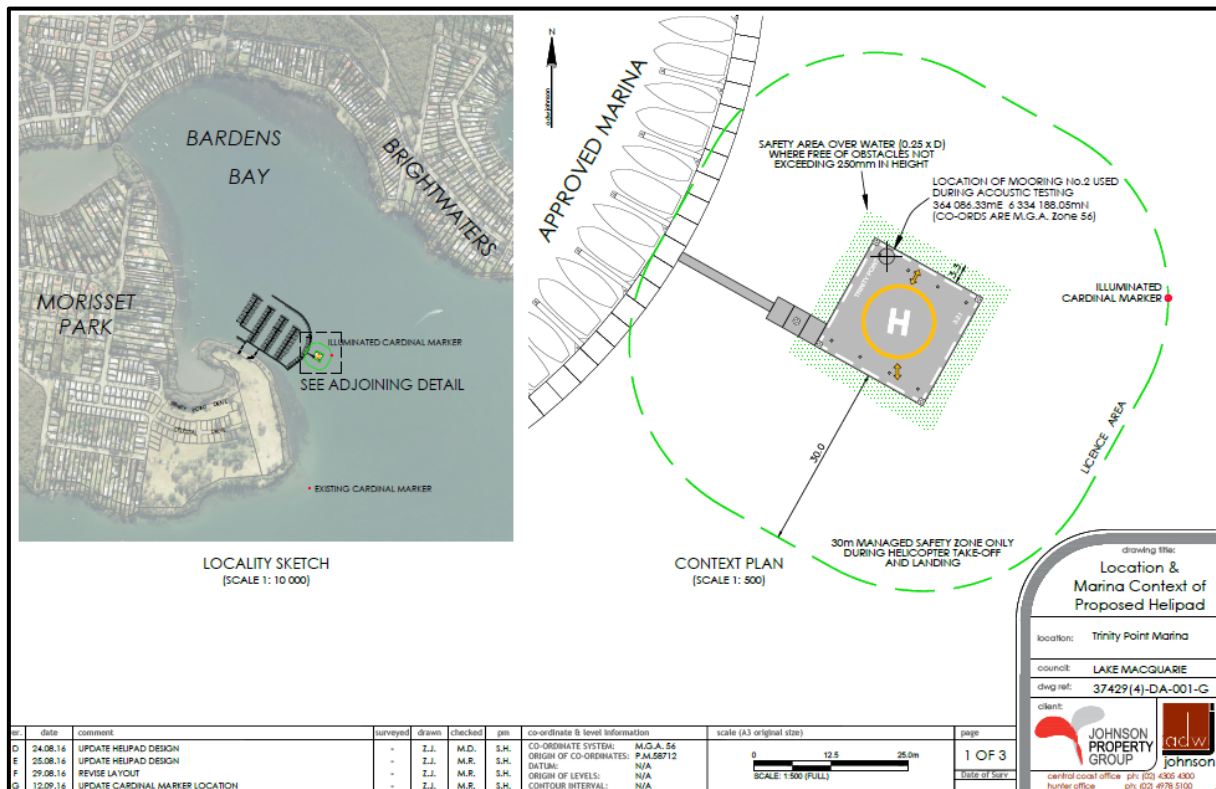 BARDENS
BAY
BRIGHTWATERS
MORISSET
PARK
ILLUMINATED CARDINAL MARKER
SEE ADJOINING DETAIL
CELESTIAL DRIVE
EXISTING CARDINAL MARKER
LOCALITY SKETCH
(SCALE 1: 10 000)
N
adwjohnson
APPROVED MARINA
SAFETY AREA OVER WATER (0.25 x D)
WHERE FREE OF OBSTACLES NOT
EXCEEDING 250mm IN HEIGHT
LOCATION OF MOORING No.2 USED
DURING ACOUSTIC TESTING
364 086.33mE 6 334 188.05mN
(CO-ORDS ARE M.G.A. Zone 56)
3.5
TRINITY POINT
H
ILLUMINATED
CARDINAL MARKER
30.0
LICENCE AREA
30m MANAGED SAFETY ZONE ONLY
DURING HELICOPTER TAKE-OFF
AND LANDING
CONTEXT PLAN
(SCALE 1: 500)
drawing title:
Location &
Marina Context of
Proposed Helipad
location: Trinity Point Marina
council: LAKE MACQUARIE
dwg ref: 37429(4)-DA-001-G
client:
JOHNSON
PROPERTY
GROUP
adw
johnson
central coast office ph: (02) 4305 4300
hunter office ph: (02) 4978 5100
er. date comment surveyed drawn checked pm
D 24.08.16 UPDATE HELIPAD DESIGN - Z.J. M.D. S.H.
E 25.08.16 UPDATE HELIPAD DESIGN - Z.J. M.R. S.H.
F 29.08.16 REVISE LAYOUT - Z.J. M.R. S.H.
G 12.09.16 UPDATE CARDINAL MARKER LOCATION - Z.J. M.R. S.H.
co-ordinate & level information
CO-ORDINATE SYSTEM: M.G.A. 56
ORIGIN OF CO-ORDINATES: P.M.58712
DATUM: N/A
ORIGIN OF LEVELS: N/A
CONTOUR INTERVAL: N/A
scale (A3 original size)
0 12.5 25.0m
SCALE: 1:500 (FULL)
page
1 OF 3
Date of Surv